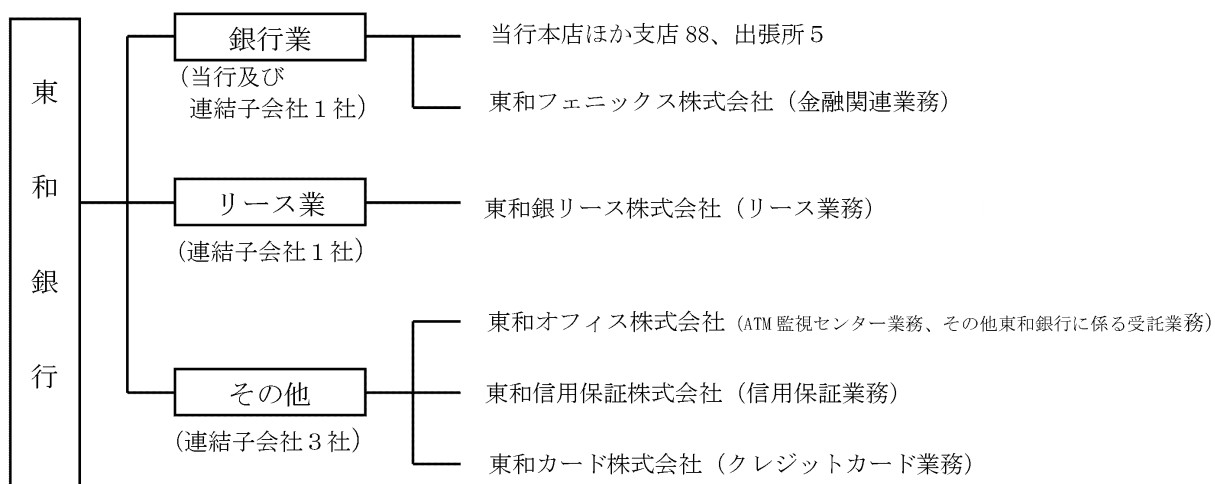 東和銀行
銀行業
(当行及び
連結子会社1社)
当行本店ほか支店88、出張所5
東和フェニックス株式会社(金融関連業務)
リース業
(連結子会社1社)
東和銀リース株式会社(リース業務)
その他
(連結子会社3社)
東和オフィス株式会社(ATM監視センター業務、その他東和銀行に係る受託業務)
東和信用保証株式会社(信用保証業務)
東和カード株式会社(クレジットカード業務)